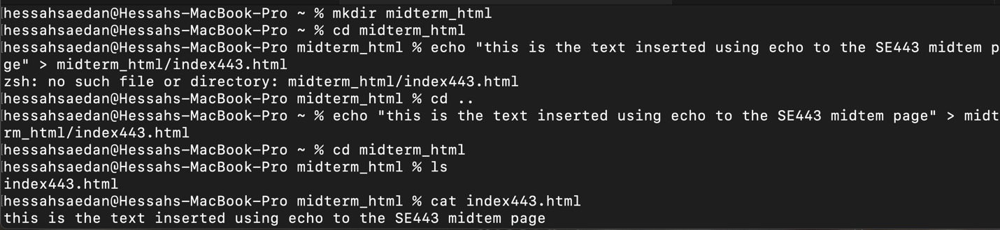 [hessahsaedan@Hessahs-MacBook-Pro ~ % mkdir midterm_html
[hessahsaedan@Hessahs-MacBook-Pro ~ % cd midterm_html
[hessahsaedan@Hessahs-MacBook-Pro midterm_html % echo "this is the text inserted using echo to the SE443 midtem p
ge" > midterm_html/index443.html
zsh: no such file or directory: midterm_html/index443.html
[hessahsaedan@Hessahs-MacBook-Pro midterm_html % cd ..
[hessahsaedan@Hessahs-MacBook-Pro ~ % echo "this is the text inserted using echo to the SE443 midtem page" > midt
rm_html/index443.html
[hessahsaedan@Hessahs-MacBook-Pro ~ % cd midterm_html
[hessahsaedan@Hessahs-MacBook-Pro midterm_html % ls
index443.html
[hessahsaedan@Hessahs-MacBook-Pro midterm_html % cat index443.html
this is the text inserted using echo to the SE443 midtem page